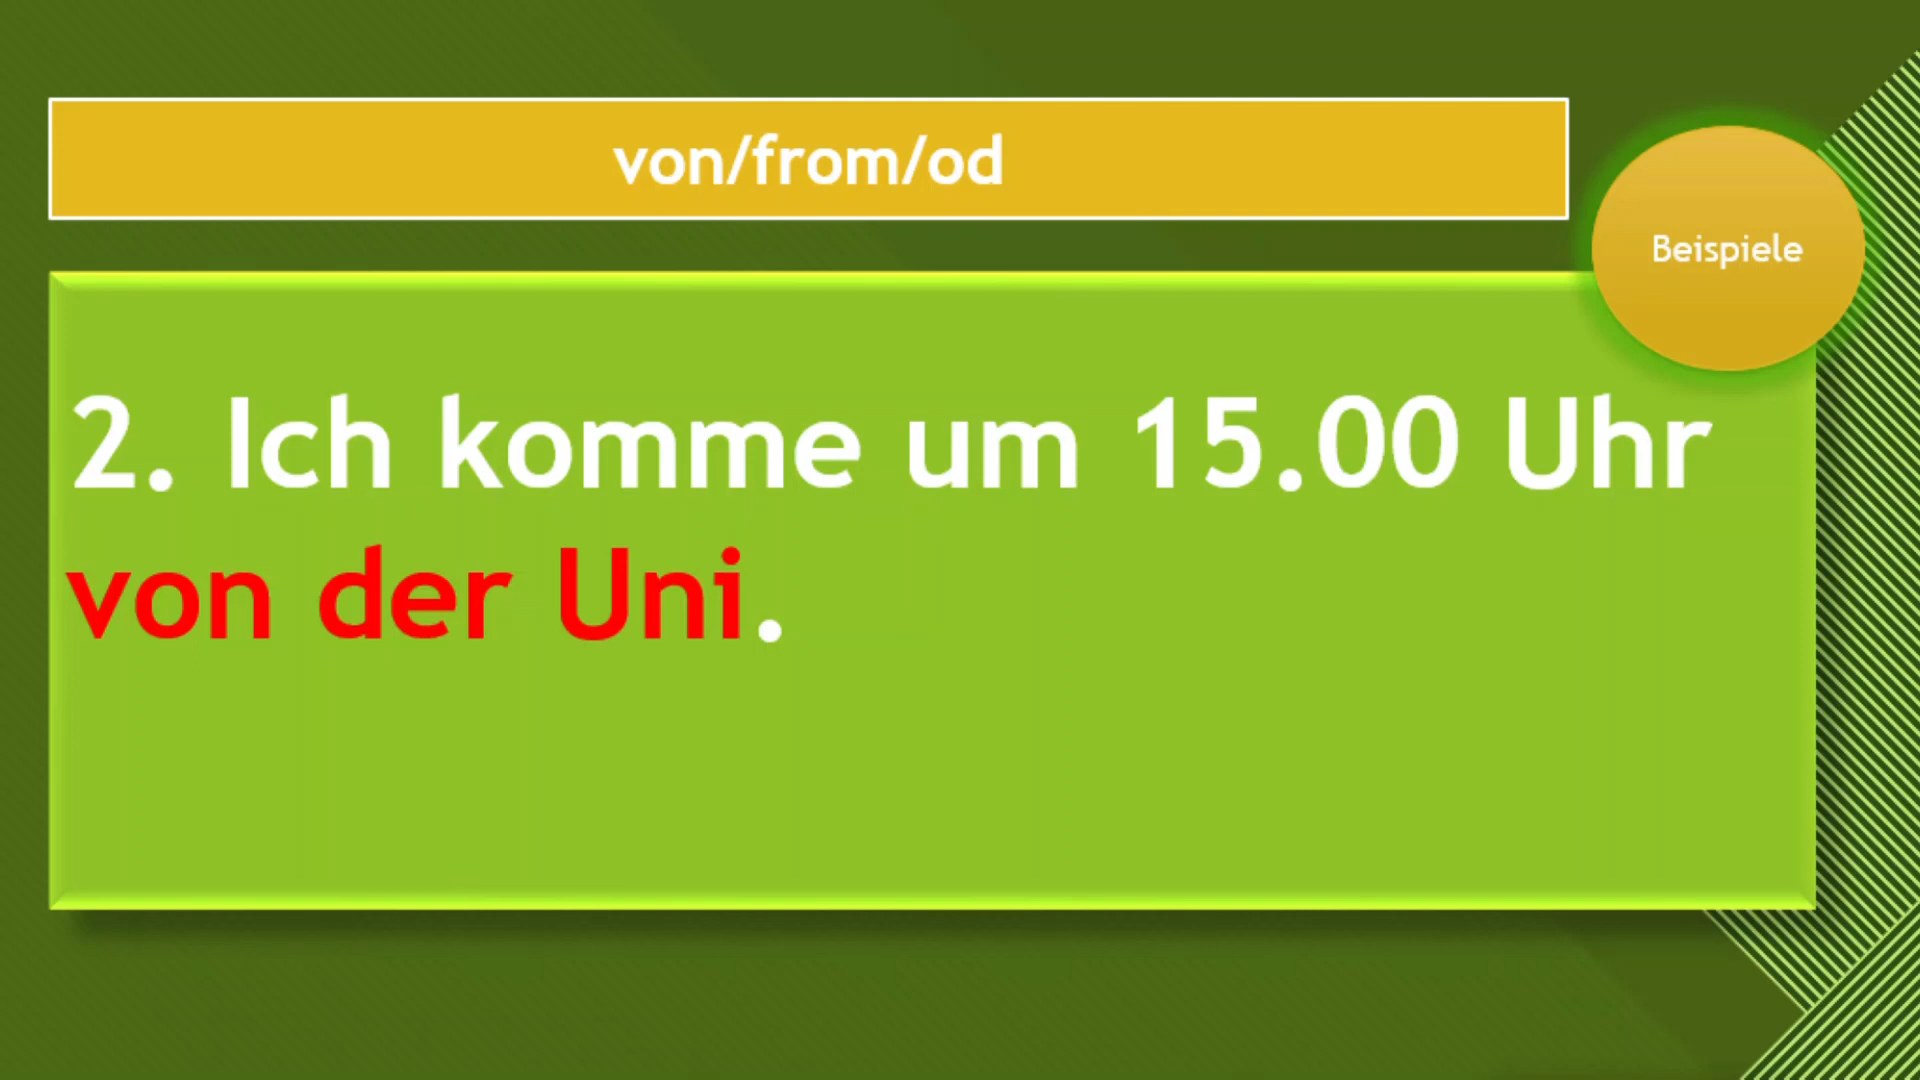 von/from/od
Beispiele
2. Ich komme um 15.00 Uhr
von der Uni.